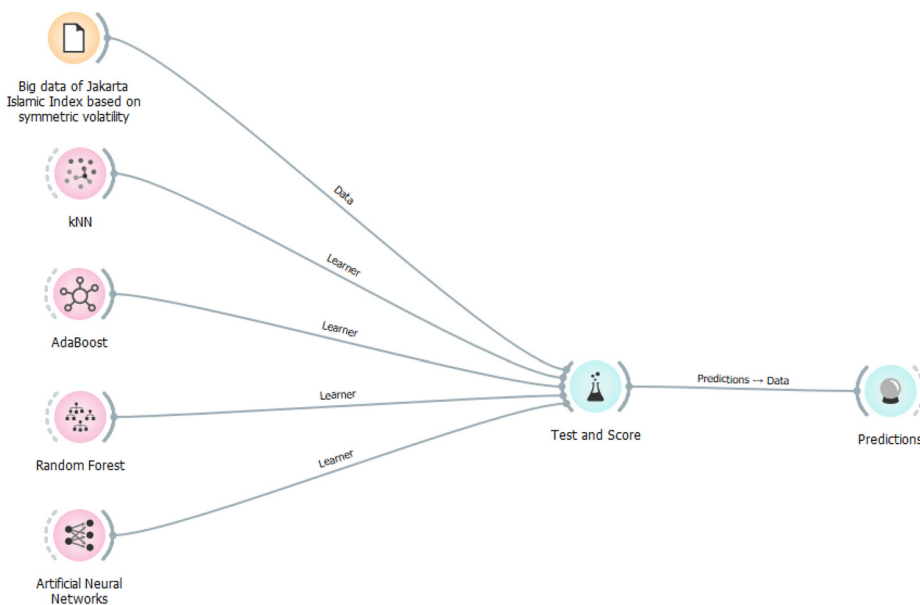 Big data of Jakarta
Islamic Index based on
symmetric volatility
Data
kNN
Learner
AdaBoost
Learner
Random Forest
Learner
Artificial Neural
Networks
Learner
Test and Score
Predictions → Data
Predictions